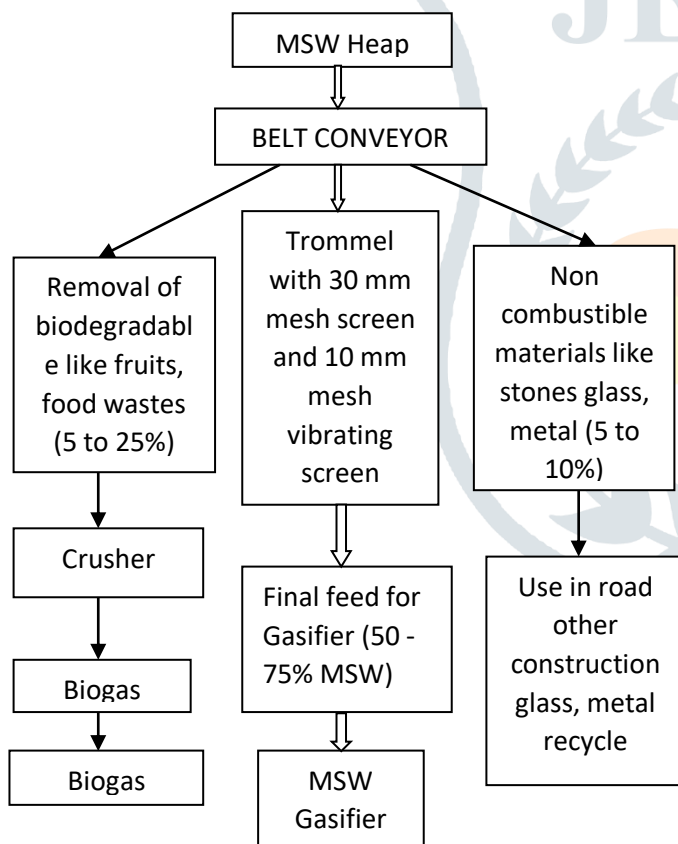 MSW Heap
BELT CONVEYOR
Removal of
biodegradabl
e like fruits,
food wastes
(5 to 25%)
Crusher
Biogas
Biogas
Trommel
with 30 mm
mesh screen
and 10 mm
mesh
vibrating
screen
Final feed for
Gasifier (50 -
75% MSW)
MSW
Gasifier
Non
combustible
materials like
stones glass,
metal (5 to
10%)
Use in road
other
construction
glass, metal
recycle